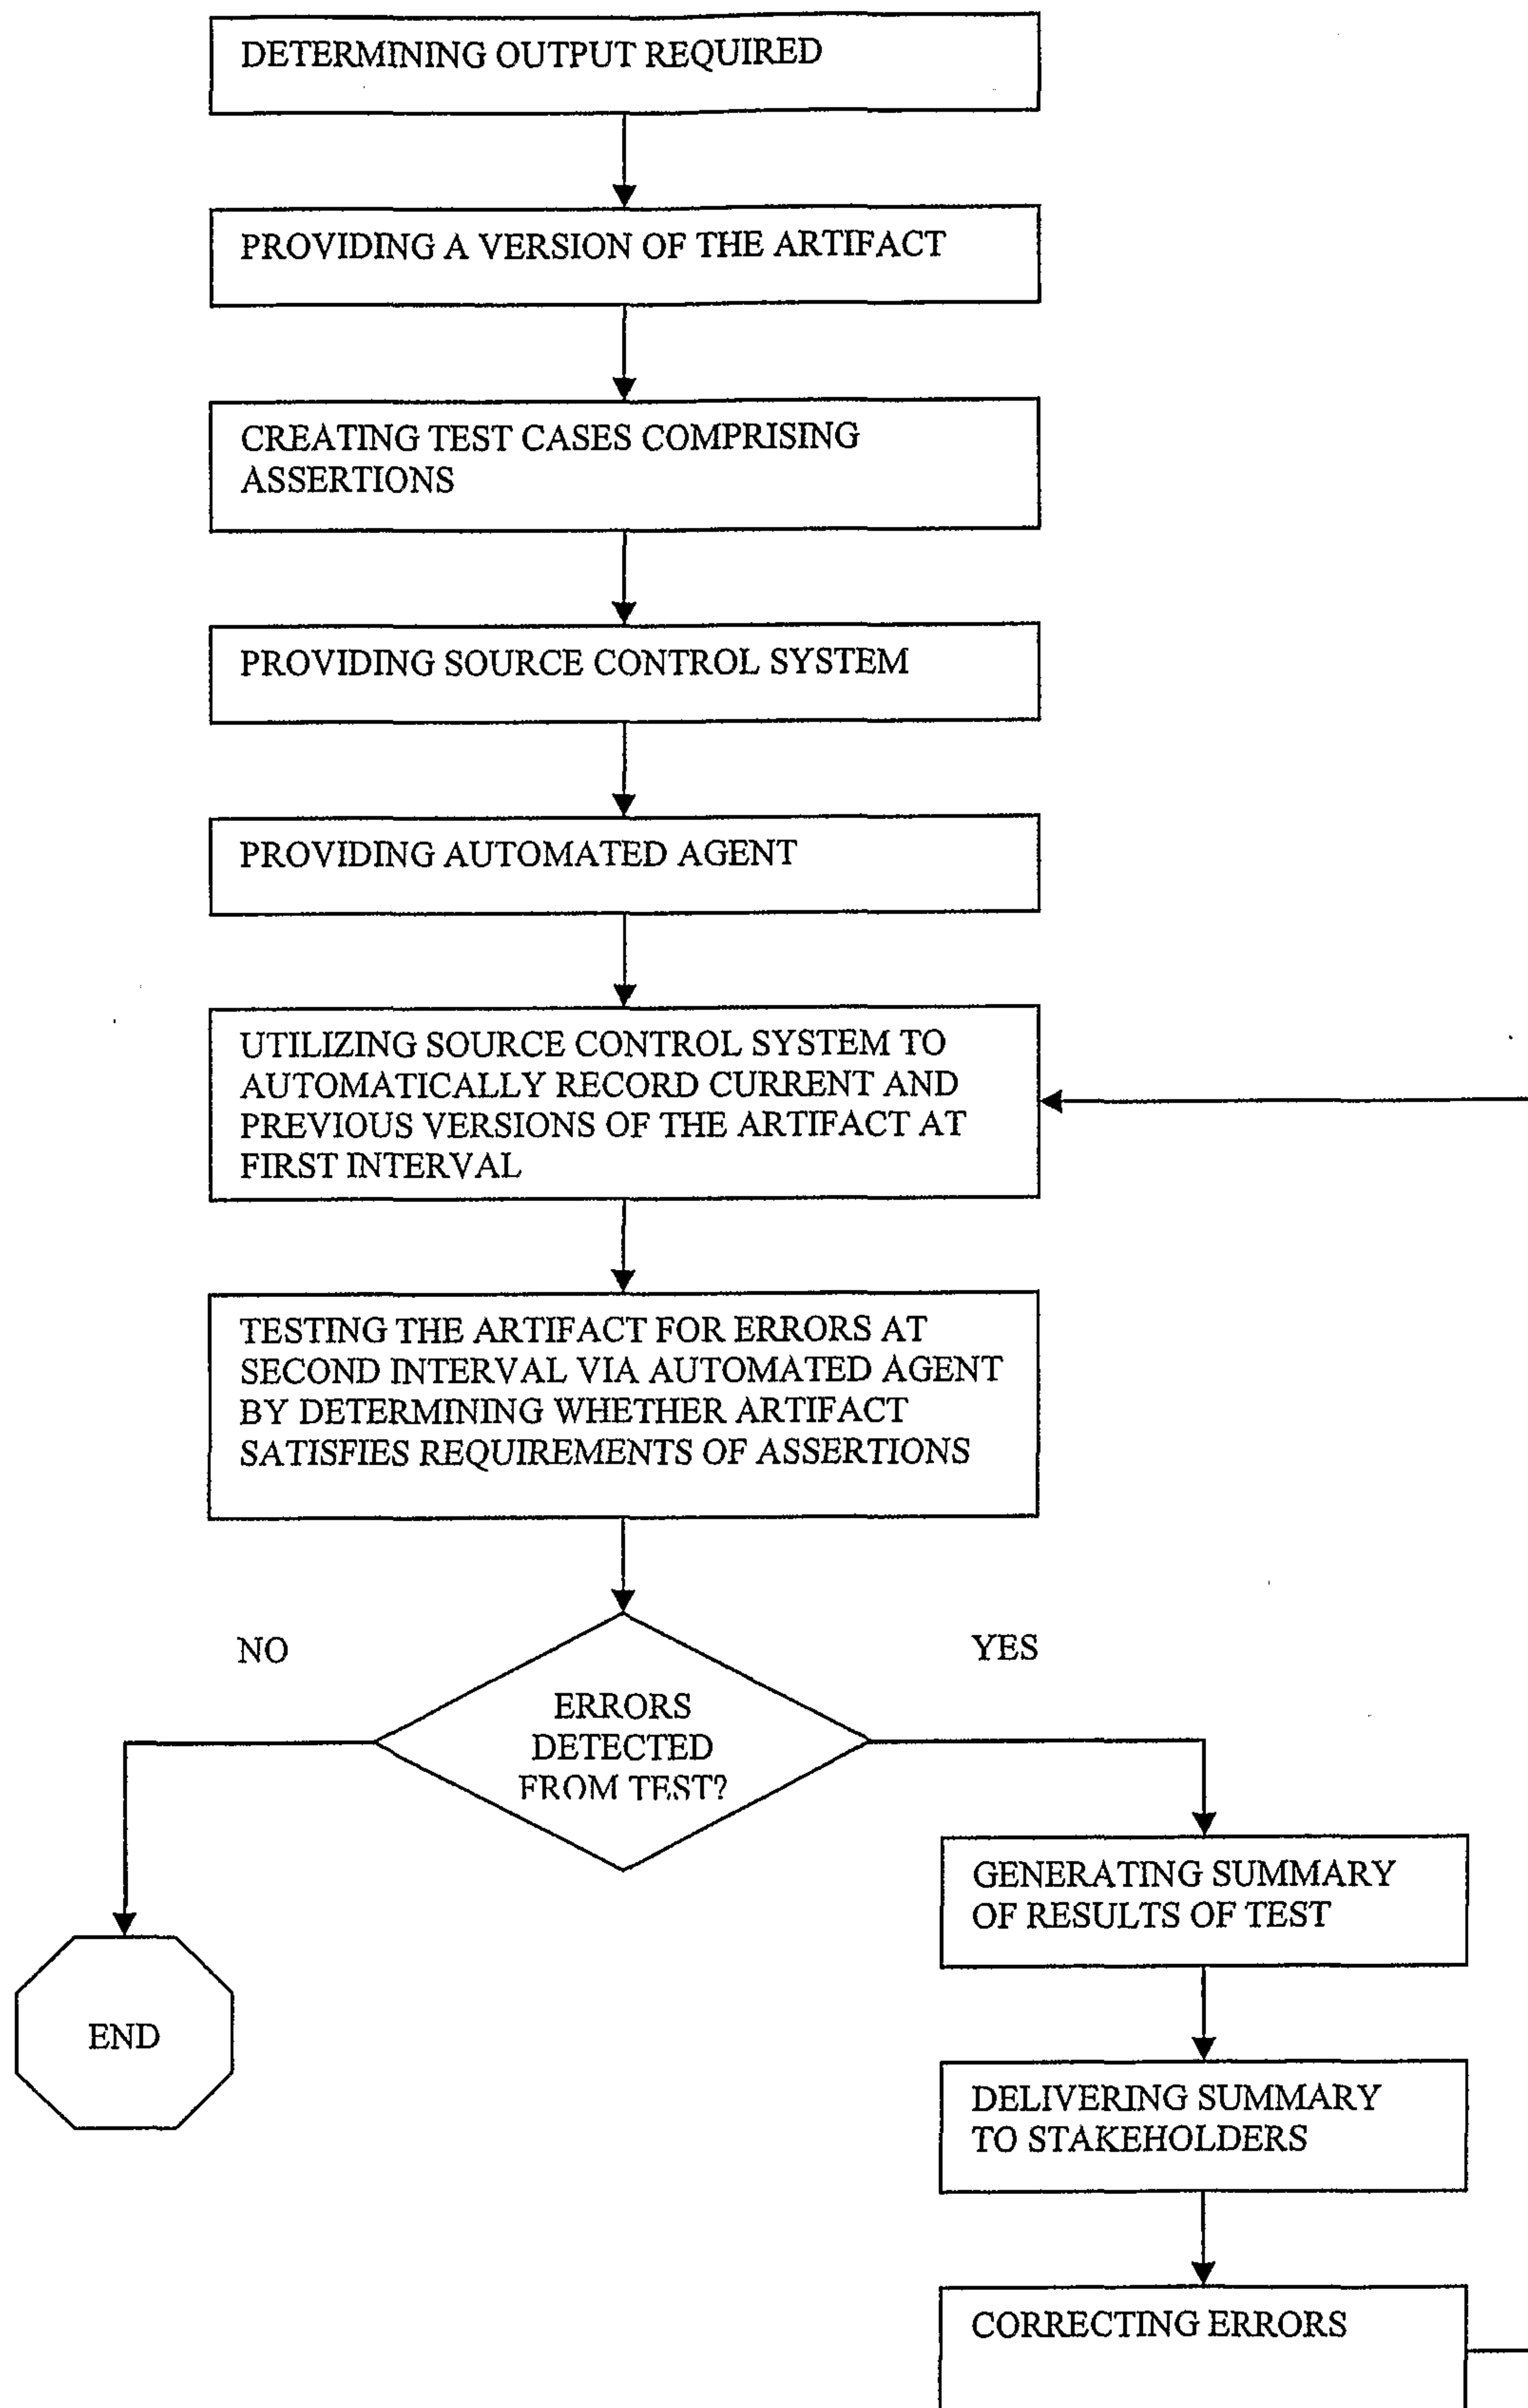 DETERMINING OUTPUT REQUIRED
PROVIDING A VERSION OF THE ARTIFACT
CREATING TEST CASES COMPRISING
ASSERTIONS
PROVIDING SOURCE CONTROL SYSTEM
PROVIDING AUTOMATED AGENT
UTILIZING SOURCE CONTROL SYSTEM TO
AUTOMATICALLY RECORD CURRENT AND
PREVIOUS VERSIONS OF THE ARTIFACT AT
FIRST INTERVAL
TESTING THE ARTIFACT FOR ERRORS AT
SECOND INTERVAL VIA AUTOMATED AGENT
BY DETERMINING WHETHER ARTIFACT
SATISFIES REQUIREMENTS OF ASSERTIONS
NO
YES
ERRORS
DETECTED
FROM TEST?
GENERATING SUMMARY
OF RESULTS OF TEST
END
DELIVERING SUMMARY
TO STAKEHOLDERS
CORRECTING ERRORS